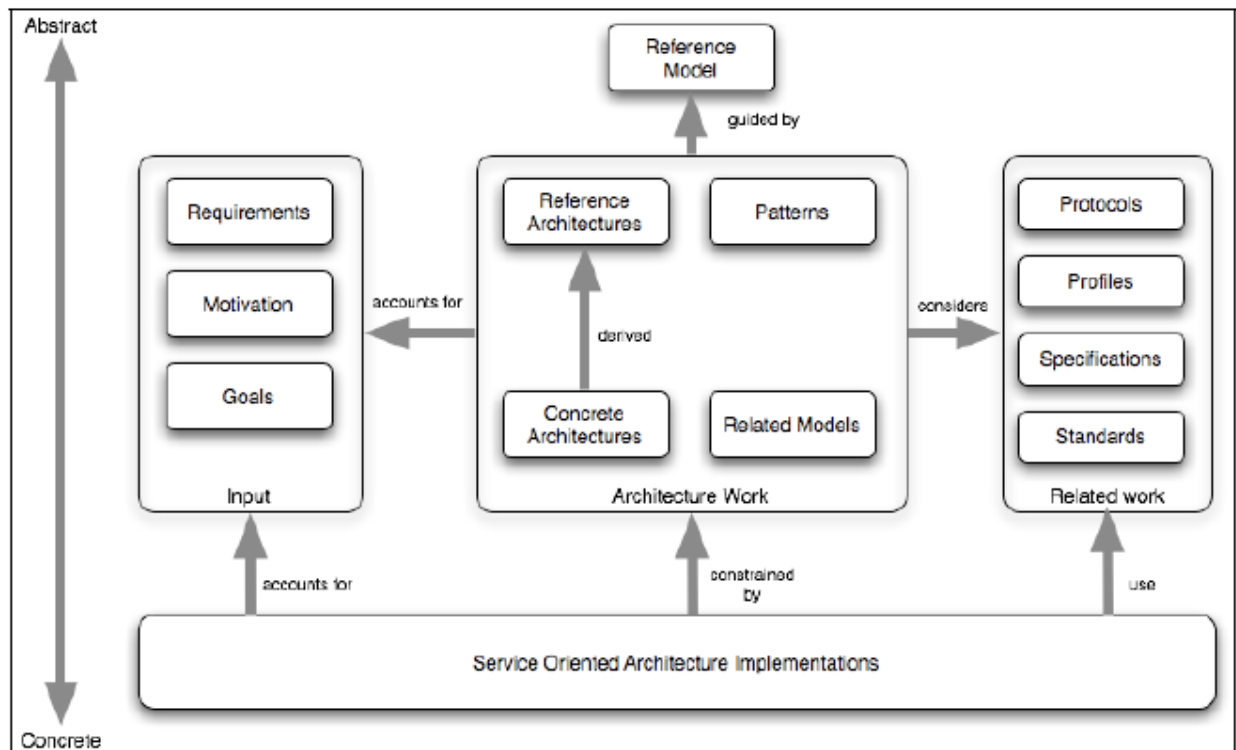 Abstract
Reference
Model
guided by
Requirements
Motivation
Goals
Input
accounts for
Reference
Architectures
Patterns
derived
Concrete
Architectures
Related Models
Architecture Work
considers
Protocols
Profiles
Specifications
Standards
Related work
accounts for
constrained
by
use
Service Oriented Architecture Implementations
Concrete